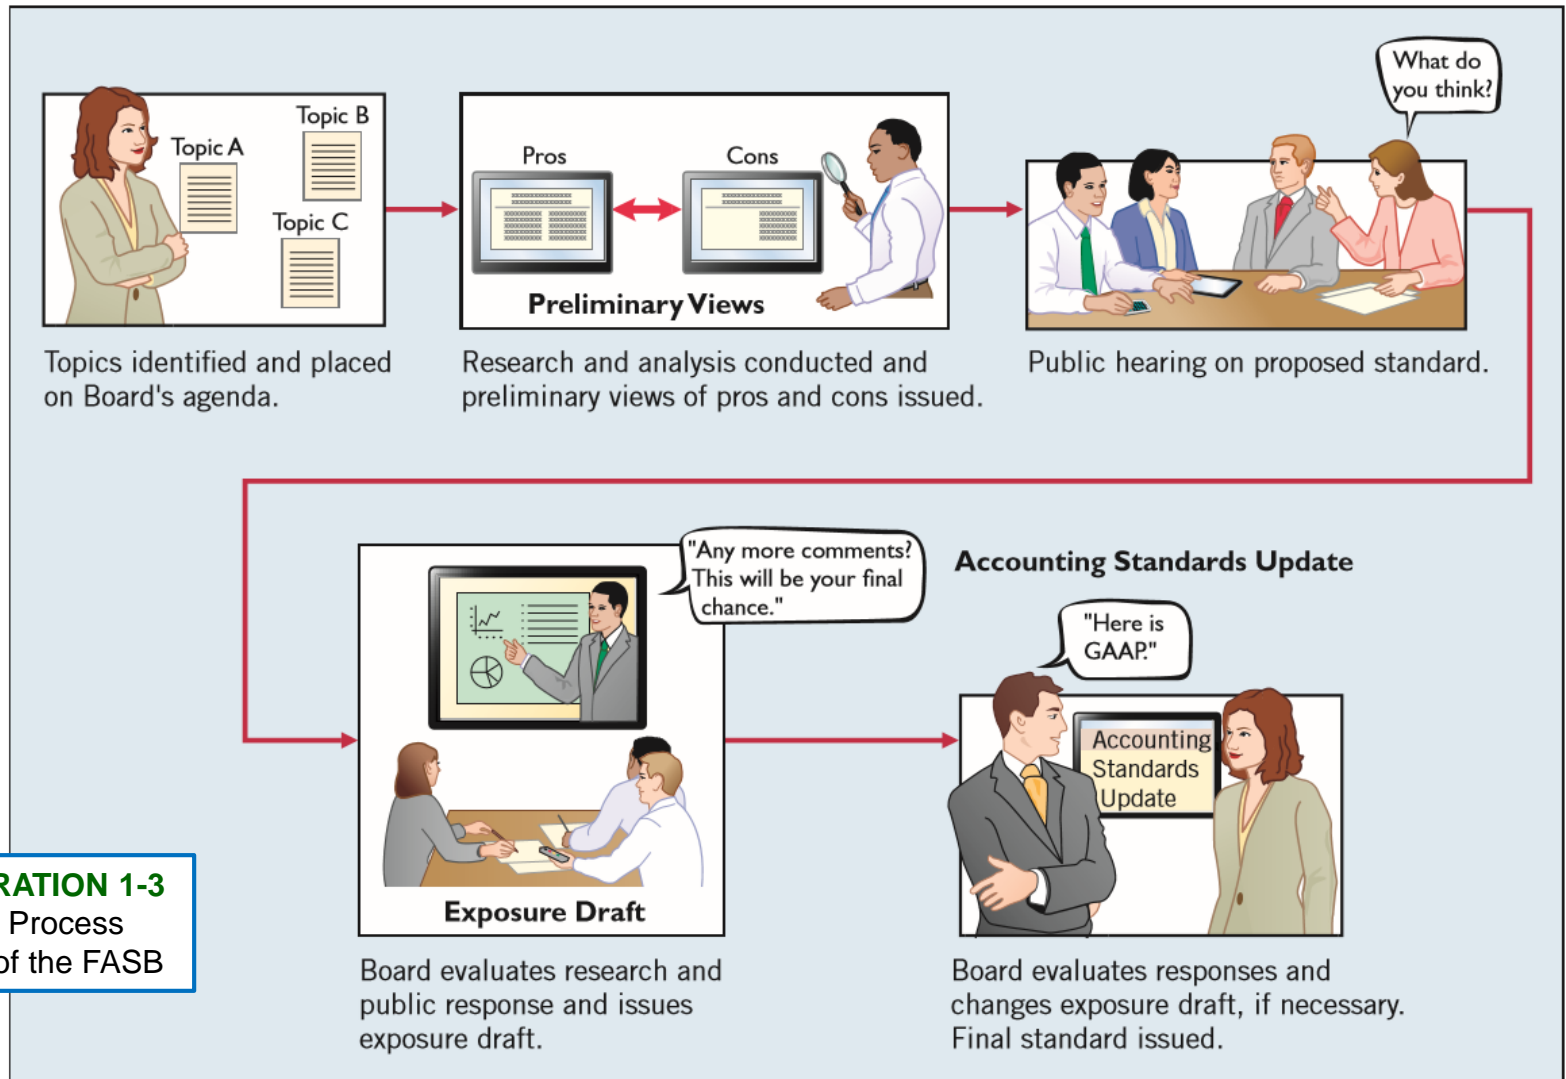 What do
you think?
Topic A
Topic B
Topic C
Pros
Cons
Preliminary Views
Topics identified and placed
on Board's agenda.
Research and analysis conducted and
preliminary views of pros and cons issued.
Public hearing on proposed standard.
"Any more comments?
This will be your final
chance."
Exposure Draft
Board evaluates research and
public response and issues
exposure draft.
Accounting Standards Update
"Here is
GAAP."
Accounting
Standards
Update
Board evaluates responses and
changes exposure draft, if necessary.
Final standard issued.
RATION 1-3
Process
of the FASB